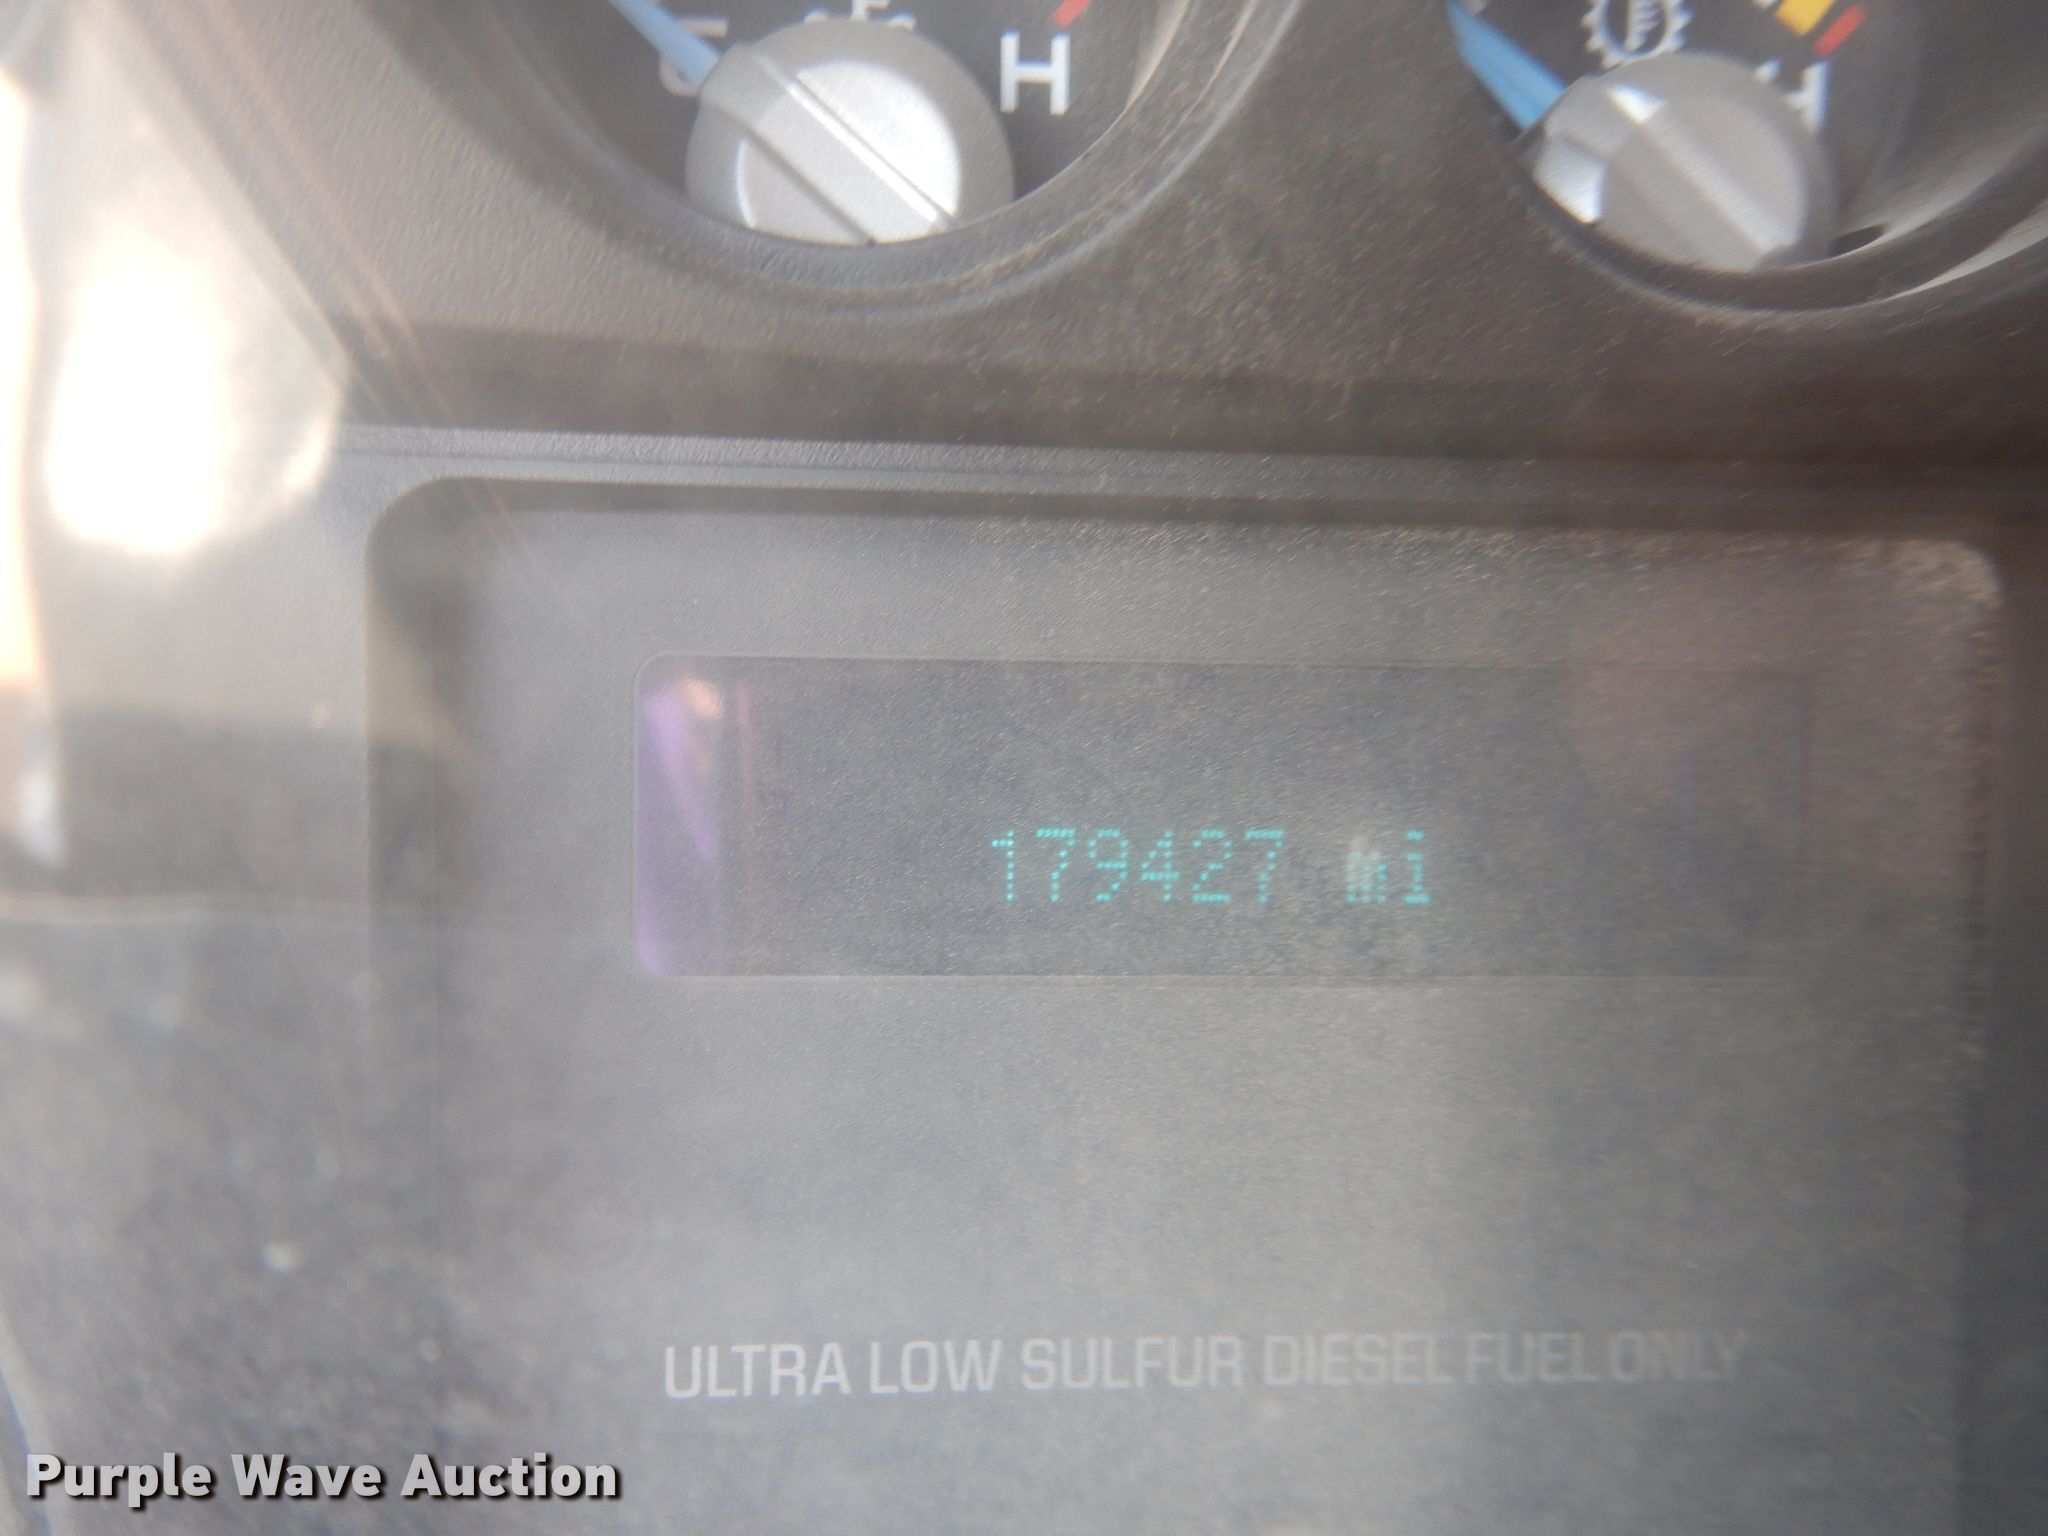 H
H
179427 mi
ULTRA LOW SULFUR DIESEL FUEL ONLY
Purple Wave Auction